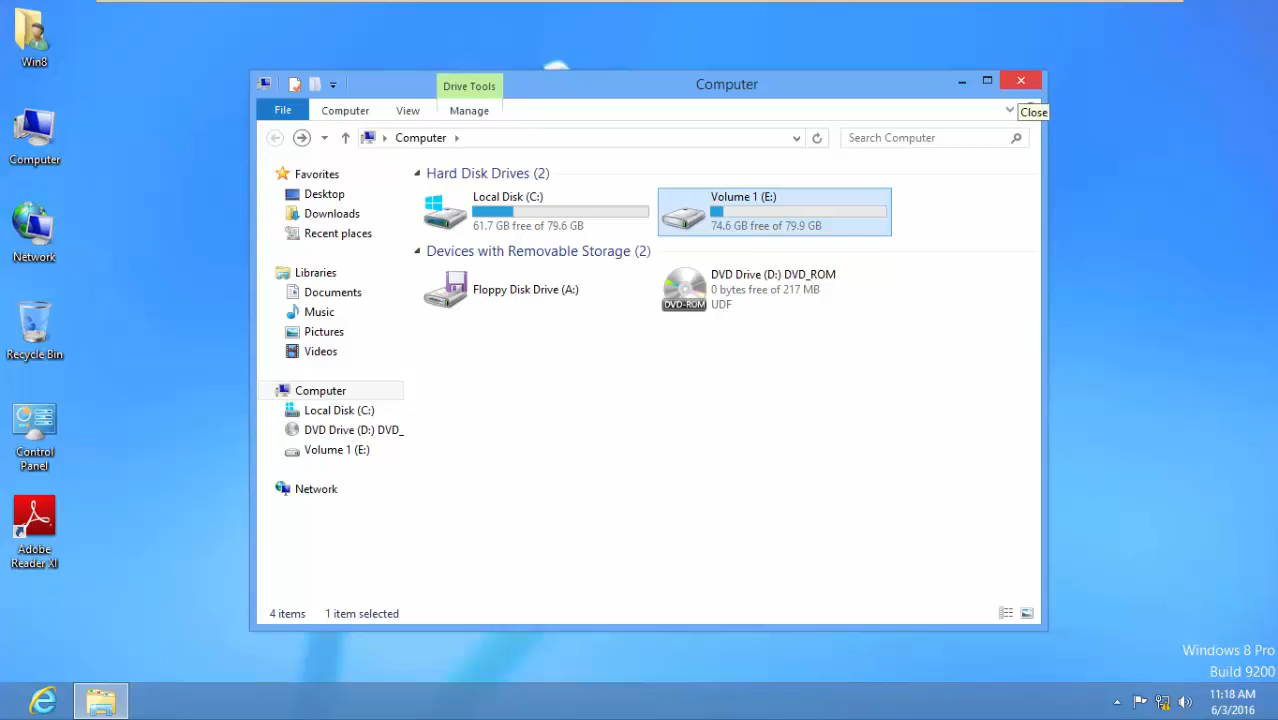 Win8
Computer
Network
Recycle Bin
Control
Panel
Adobe
Reader XI
Drive Tools
Computer
File
Computer
View
Manage
Close
Computer
Search Computer
Favorites
Desktop
Downloads
Recent places
Libraries
Documents
Music
Pictures
Videos
Computer
Local Disk (C:)
DVD Drive (D:) DVD_
Volume 1 (E:)
Network
Hard Disk Drives (2)
Local Disk (C:)
61.7 GB free of 79.6 GB
Volume 1 (E:)
74.6 GB free of 79.9 GB
Devices with Removable Storage (2)
Floppy Disk Drive (A:)
DVD-ROM
DVD Drive (D:) DVD_ROM
0 bytes free of 217 MB
UDF
4 items
1 item selected
Windows 8 Pro
Build 9200
11:18 AM
6/3/2016